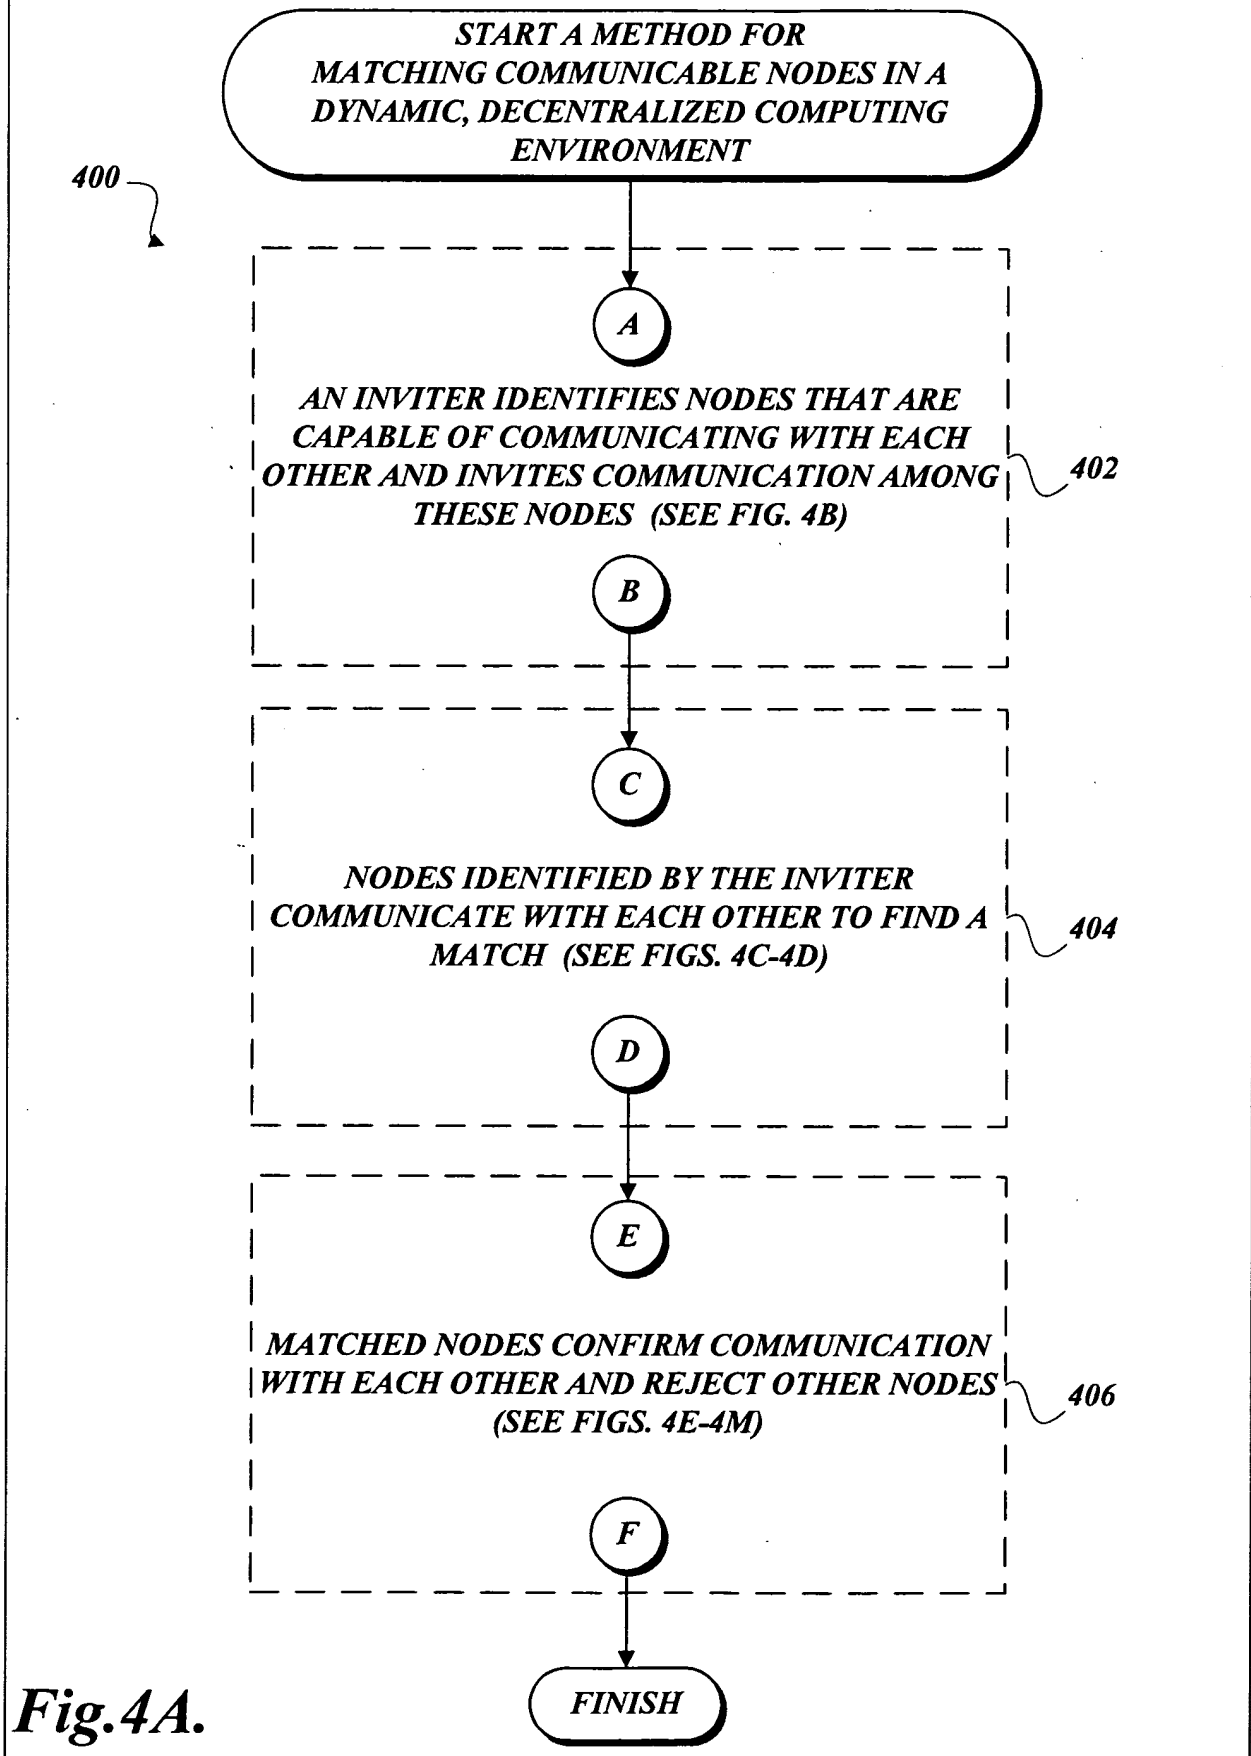 START A METHOD FOR
MATCHING COMMUNICABLE NODES IN A
DYNAMIC, DECENTRALIZED COMPUTING
ENVIRONMENT
400
A
AN INVITER IDENTIFIES NODES THAT ARE
CAPABLE OF COMMUNICATING WITH EACH
OTHER AND INVITES COMMUNICATION AMONG
THESE NODES (SEE FIG. 4B)
402
B
C
NODES IDENTIFIED BY THE INVITER
COMMUNICATE WITH EACH OTHER TO FIND A
MATCH (SEE FIGS. 4C-4D)
404
D
E
MATCHED NODES CONFIRM COMMUNICATION
WITH EACH OTHER AND REJECT OTHER NODES
(SEE FIGS. 4E-4M)
406
F
FINISH
Fig.4A.